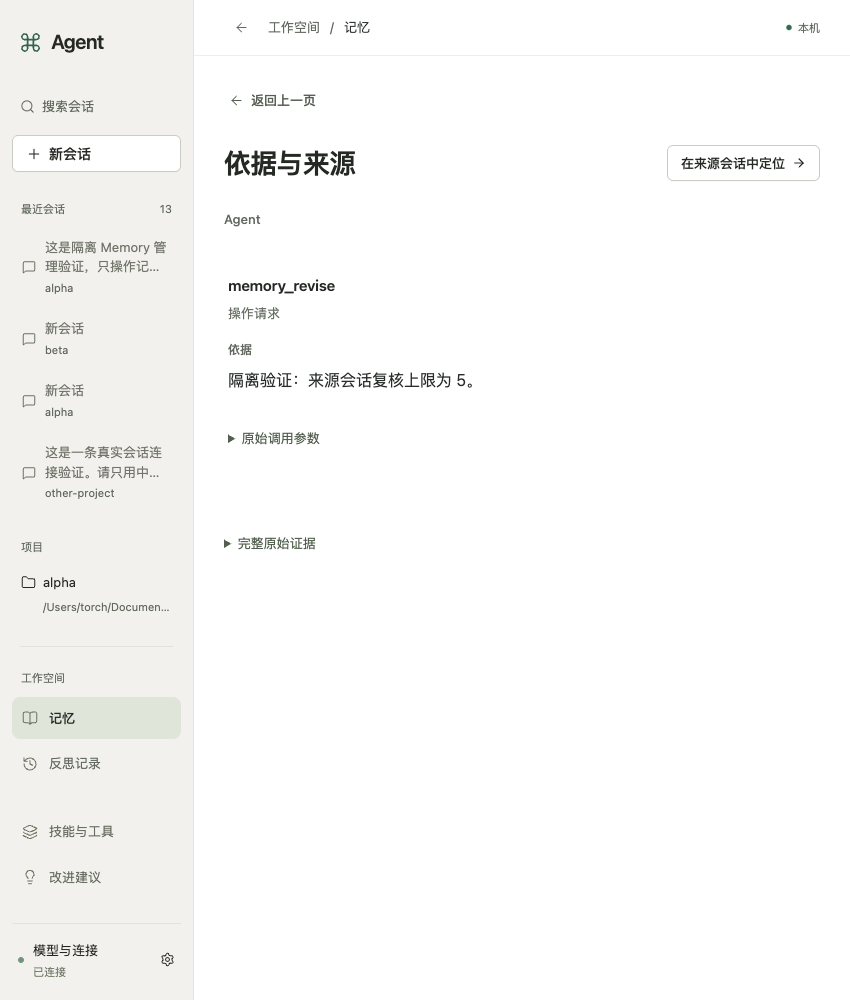 Agent
搜索会话
新会话
最近会话 13
这是隔离 Memory 管
理验证，只操作记...
alpha
新会话
beta
新会话
alpha
这是一条真实会话连
接验证。请只用中...
other-project
项目
alpha
/Users/torch/Documen...
工作空间
记忆
反思记录
技能与工具
改进建议
模型与连接
已连接
工作空间 / 记忆
本机
返回上一页
依据与来源
在来源会话中定位
Agent
memory_revise
操作请求
依据
隔离验证：来源会话复核上限为 5。
原始调用参数
完整原始证据